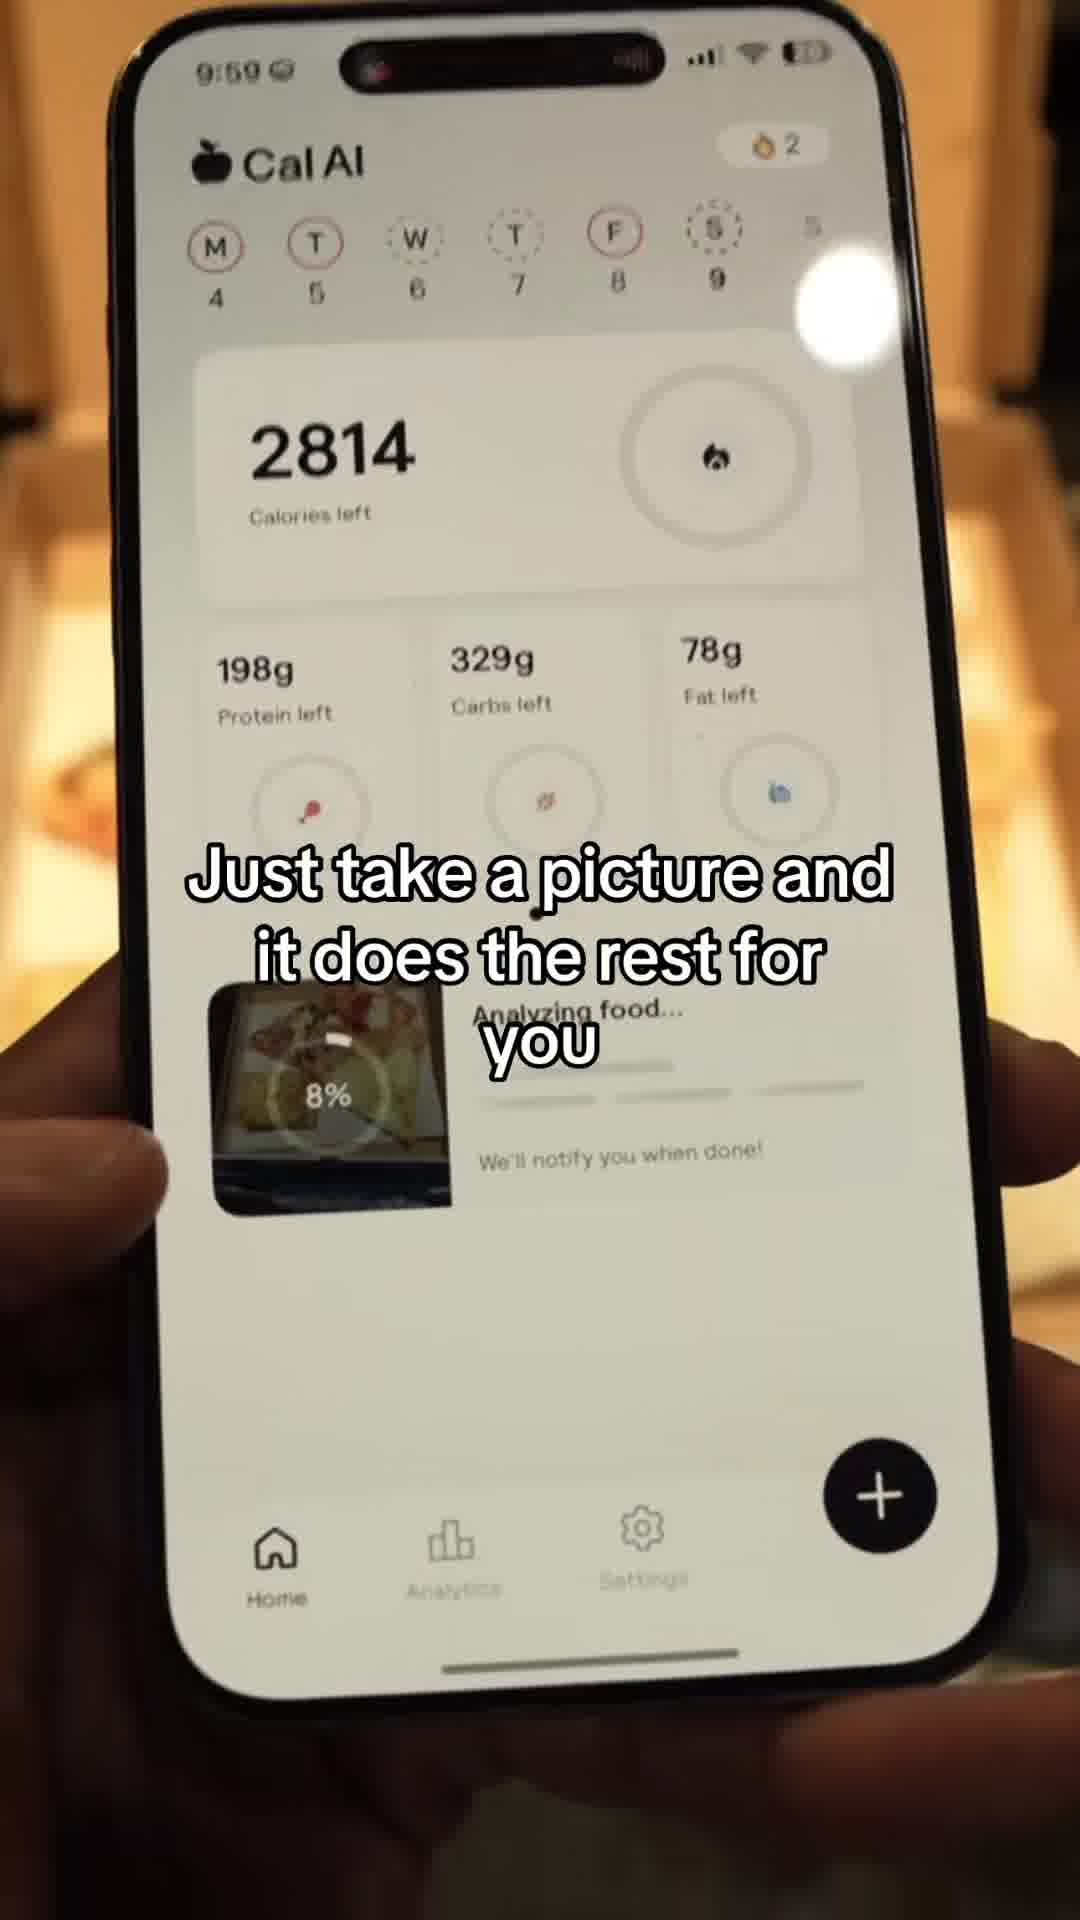 9:59
Cal AI
2
M T W T F S S
4 5 6 7 8 9
2814
Calories left
198g
Protein left
329g
Carbs left
78g
Fat left
Just take a picture and
it does the rest for
you
Analyzing food...
8%
We'll notify you when done!
Home
Analytics
Settings